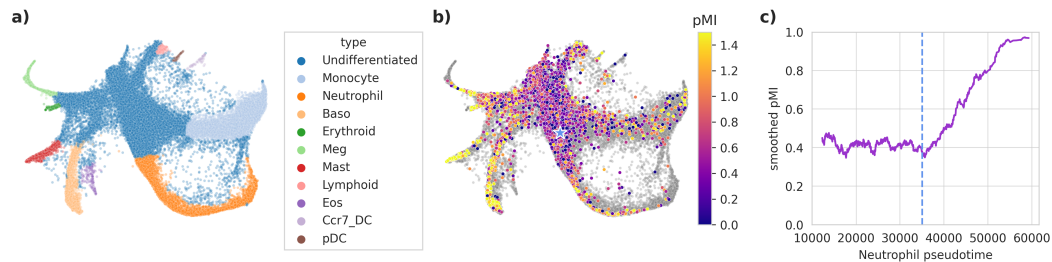 a)
type
Undifferentiated
Monocyte
Neutrophil
Baso
Erythroid
Meg
Mast
Lymphoid
Eos
Ccr7_DC
pDC
b)
pMI
1.4
1.2
1.0
0.8
0.6
0.4
0.2
0.0
c)
smoothed pMI
1.0
0.8
0.6
0.4
0.2
0.0
10000 20000 30000 40000 50000 60000
Neutrophil pseudotime